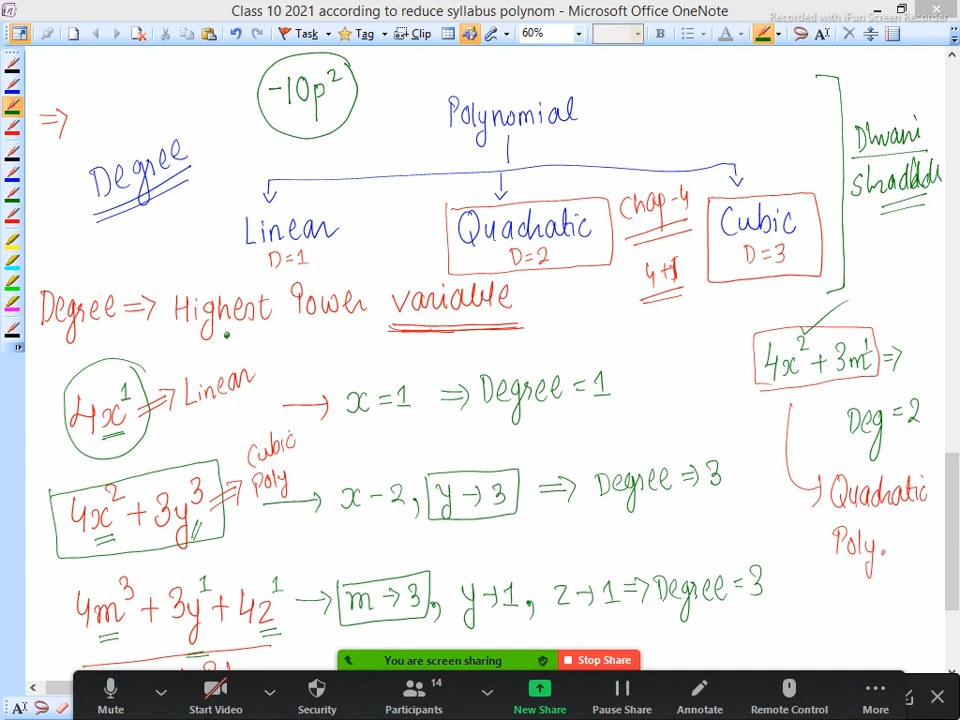 Class 10 2021 according to reduce syllabus polynom - Microsoft Office OneNote
Recorded with iFun Screen Recorder
Task
Tag
Clip
60%
B
A
-10p²
=>
Polynomial
Degree
Linear
D=1
Quadratic
D=2
Chap-4
Cubic
D=3
Dhwani
Degree => Highest Power variable
4x¹ => Linear
→ x=1 => Degree = 1
4x² + 3m¹ =>
Deg = 2
Quadratic
Poly.
4x² + 3y³ =>
Cubic
Poly
→ x-2, y→3 => Degree => 3
4m³ + 3y¹ + 4z¹ → m→3, y→1, z→1 => Degree = 3
You are screen sharing
Stop Share
Mute
Start Video
Security
Participants
14
New Share
Pause Share
Annotate
Remote Control
More